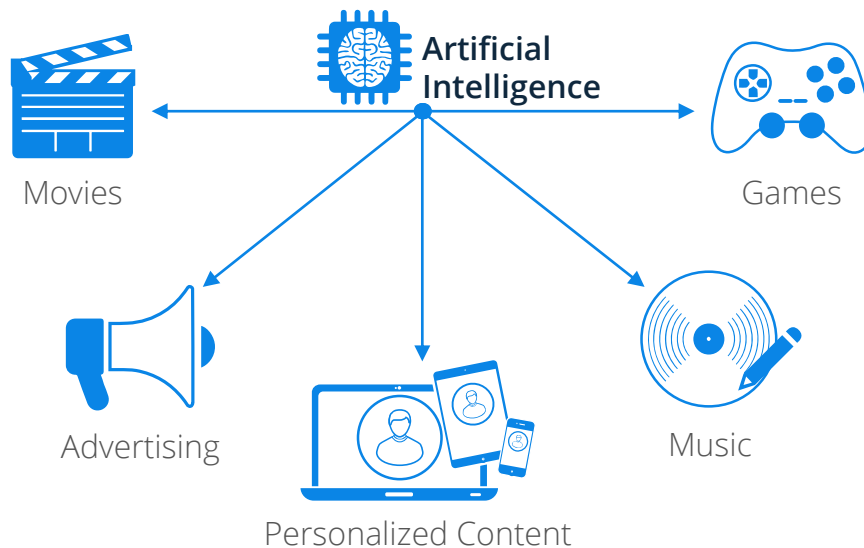 Artificial
Intelligence
Movies
Games
Advertising
Music
Personalized Content